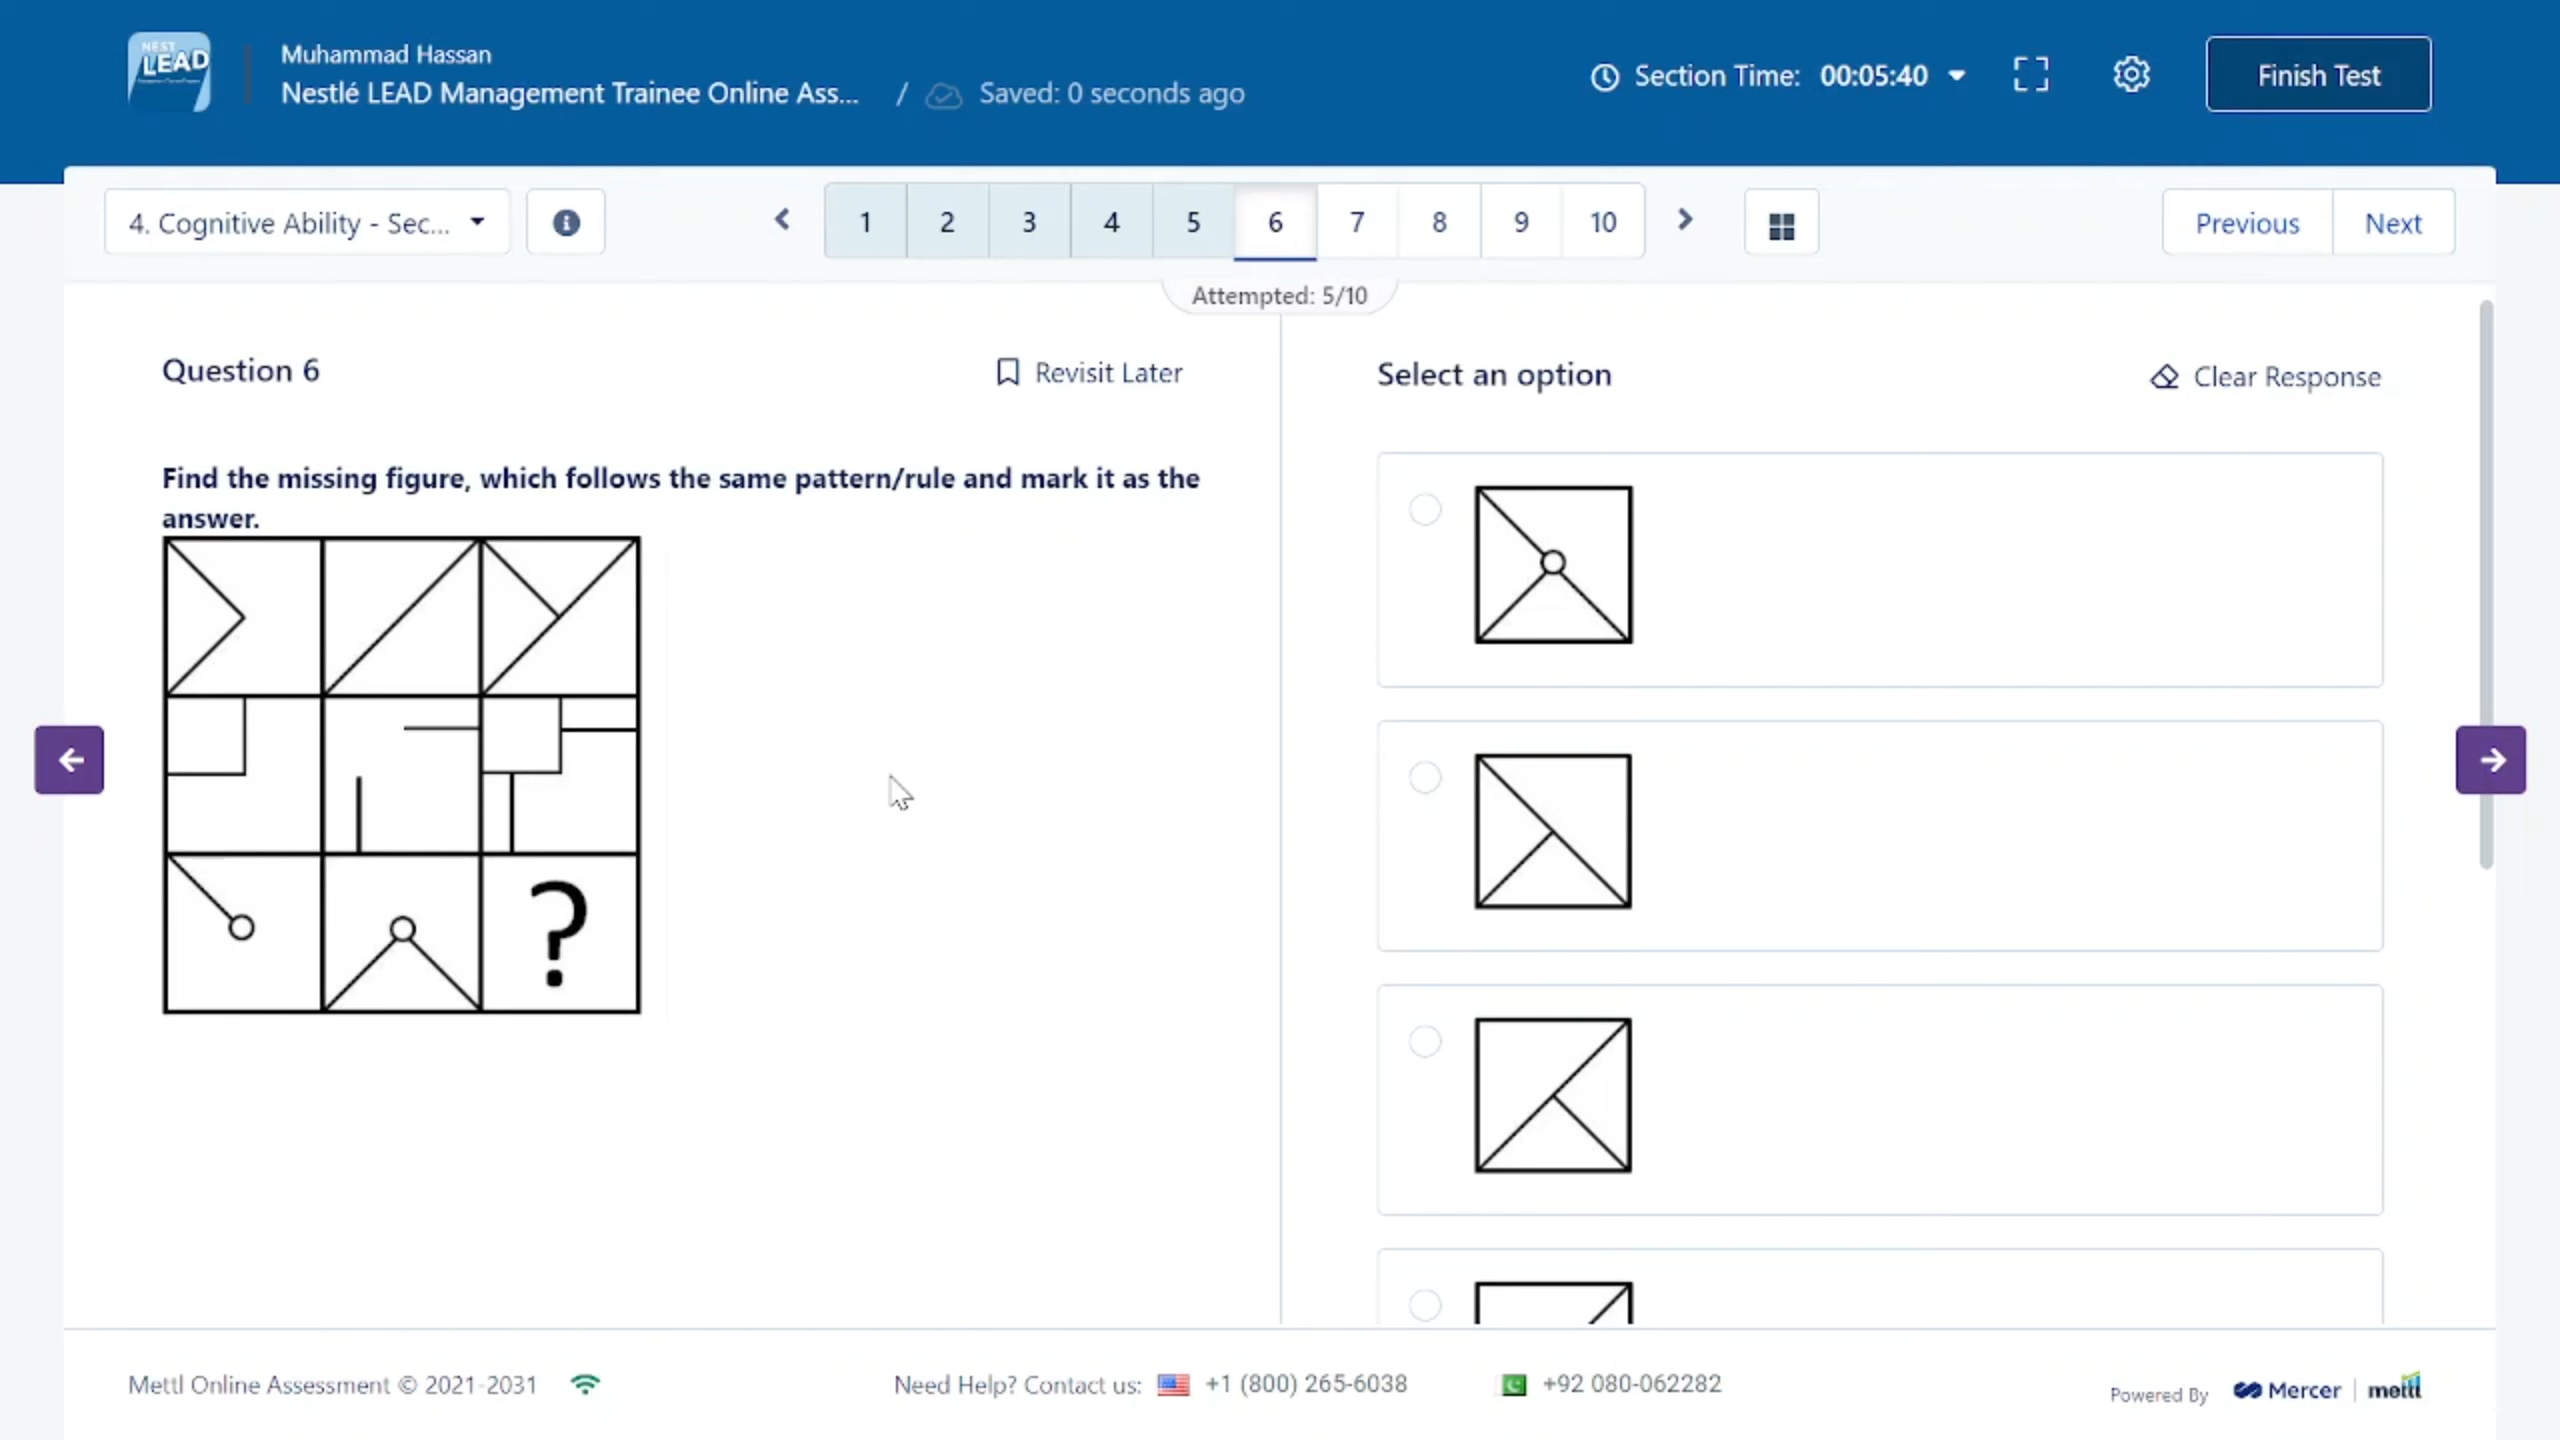 NEST
LEAD
Muhammad Hassan
Nestlé LEAD Management Trainee Online Ass...
/
Saved: 0 seconds ago
Section Time: 00:05:40
Finish Test
4. Cognitive Ability - Sec...
1 2 3 4 5 6 7 8 9 10
Previous
Next
Attempted: 5/10
Question 6
Revisit Later
Find the missing figure, which follows the same pattern/rule and mark it as the
answer.
?
Select an option
Clear Response
Mettl Online Assessment © 2021-2031
Need Help? Contact us: +1 (800) 265-6038 +92 080-062282
Powered By Mercer | mettl